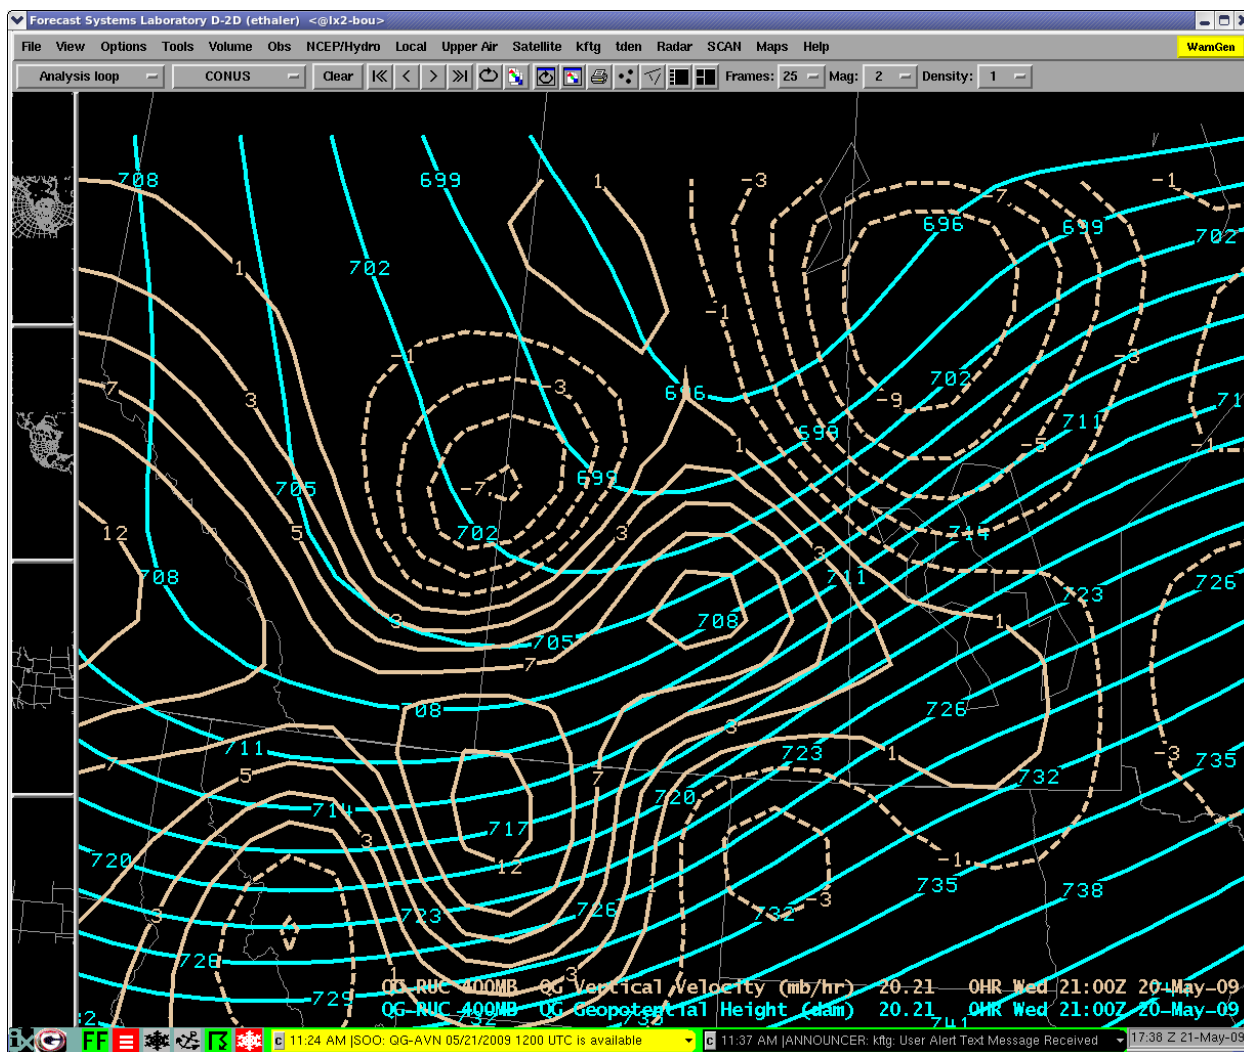 Forecast Systems Laboratory D-2D (ethaler) <@lx2-bou>
File View Options Tools Volume Obs NCEP/Hydro Local Upper Air Satellite kftg tden Radar SCAN Maps Help WarnGen
Analysis loop CONUS Clear Frames: 25 Mag: 2 Density: 1
708 699 1 -3 -1
-7 696 699 702
1 702
-1
-1 -3 -3 702
7 3 696 -9 711
1 699 -5 -1
705 -7 699
12 5 702 3 714
708 3 711 726
723
3 705 708 1
7
708 726
711 3 723 1 -3 735
7 5 7 720 732
714 717
720 3 12 -1
1 735 738
3 723 726 732 -3
726 1 3
729
QG-RUC 400MB QG Vertical Velocity (mb/hr) 20.21 0HR Wed 21:00Z 20-May-09
QG-RUC 400MB QG Geopotential Height (dam) 20.21 0HR Wed 21:00Z 20-May-09
732 741
FF 11:24 AM |SOO: QG-AVN 05/21/2009 1200 UTC is available 11:37 AM |ANNOUNCER: kftg: User Alert Text Message Received 17:38 Z 21-May-09